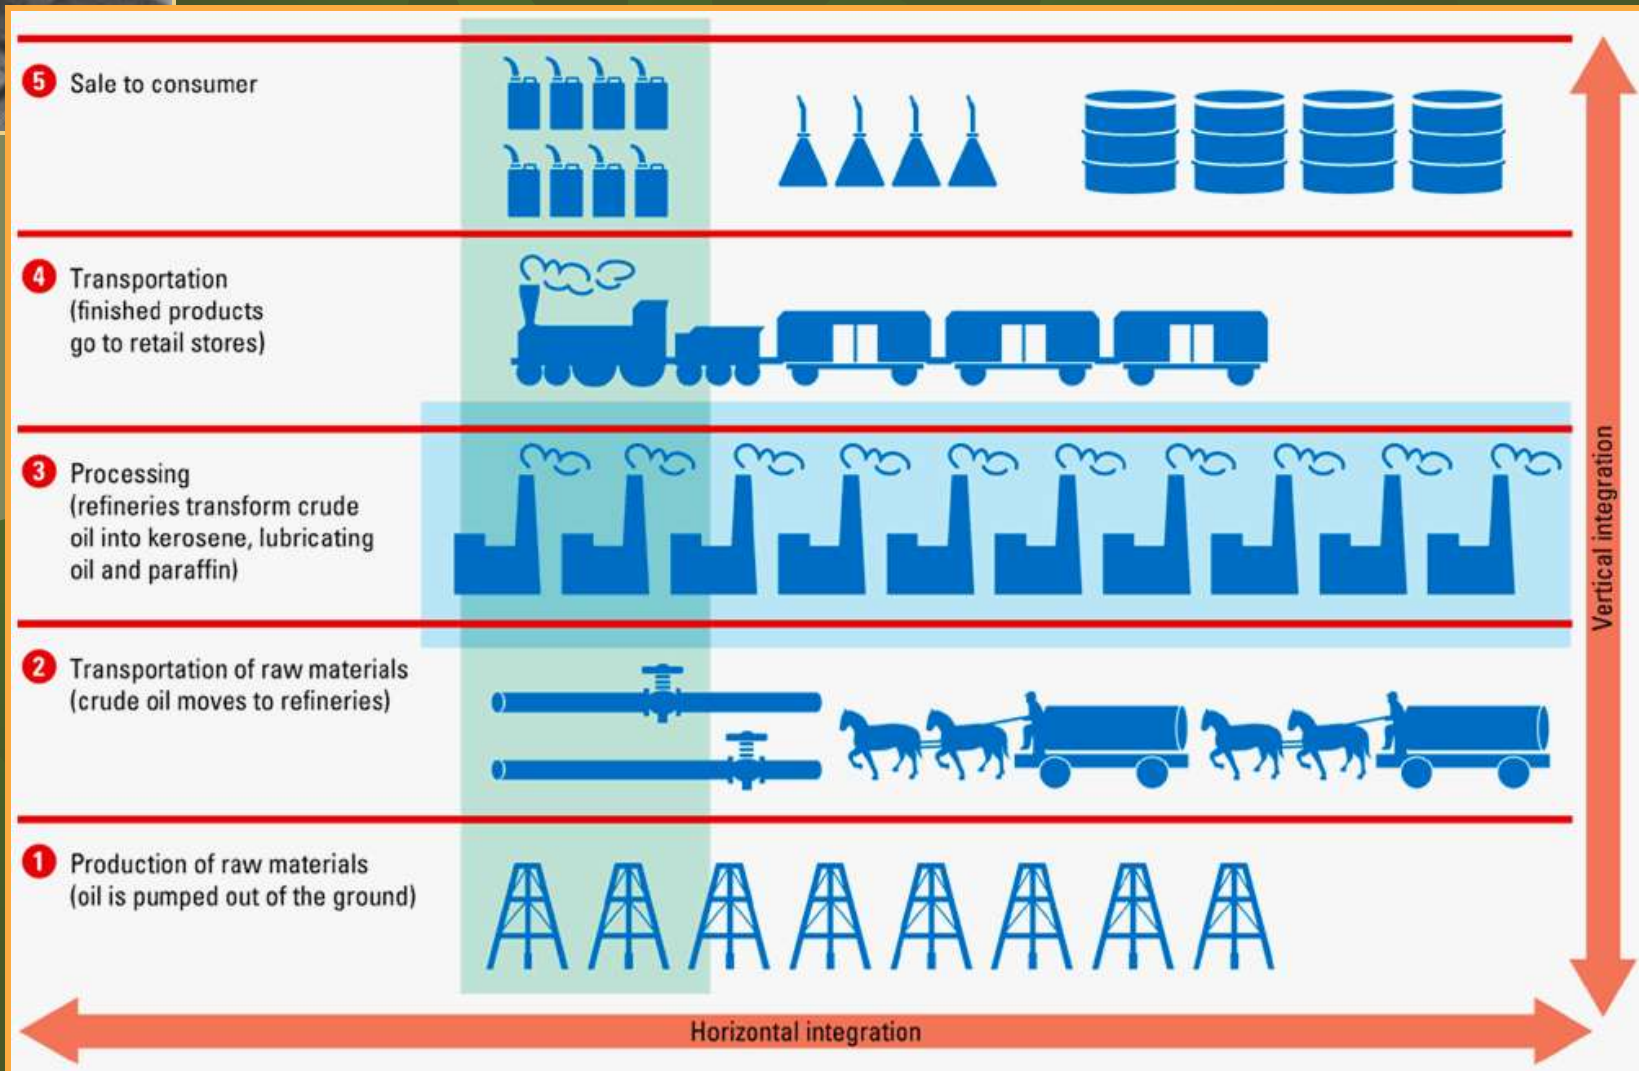 5 Sale to consumer
4 Transportation
(finished products
go to retail stores)
3 Processing
(refineries transform crude
oil into kerosene, lubricating
oil and paraffin)
2 Transportation of raw materials
(crude oil moves to refineries)
1 Production of raw materials
(oil is pumped out of the ground)
Vertical integration
Horizontal integration